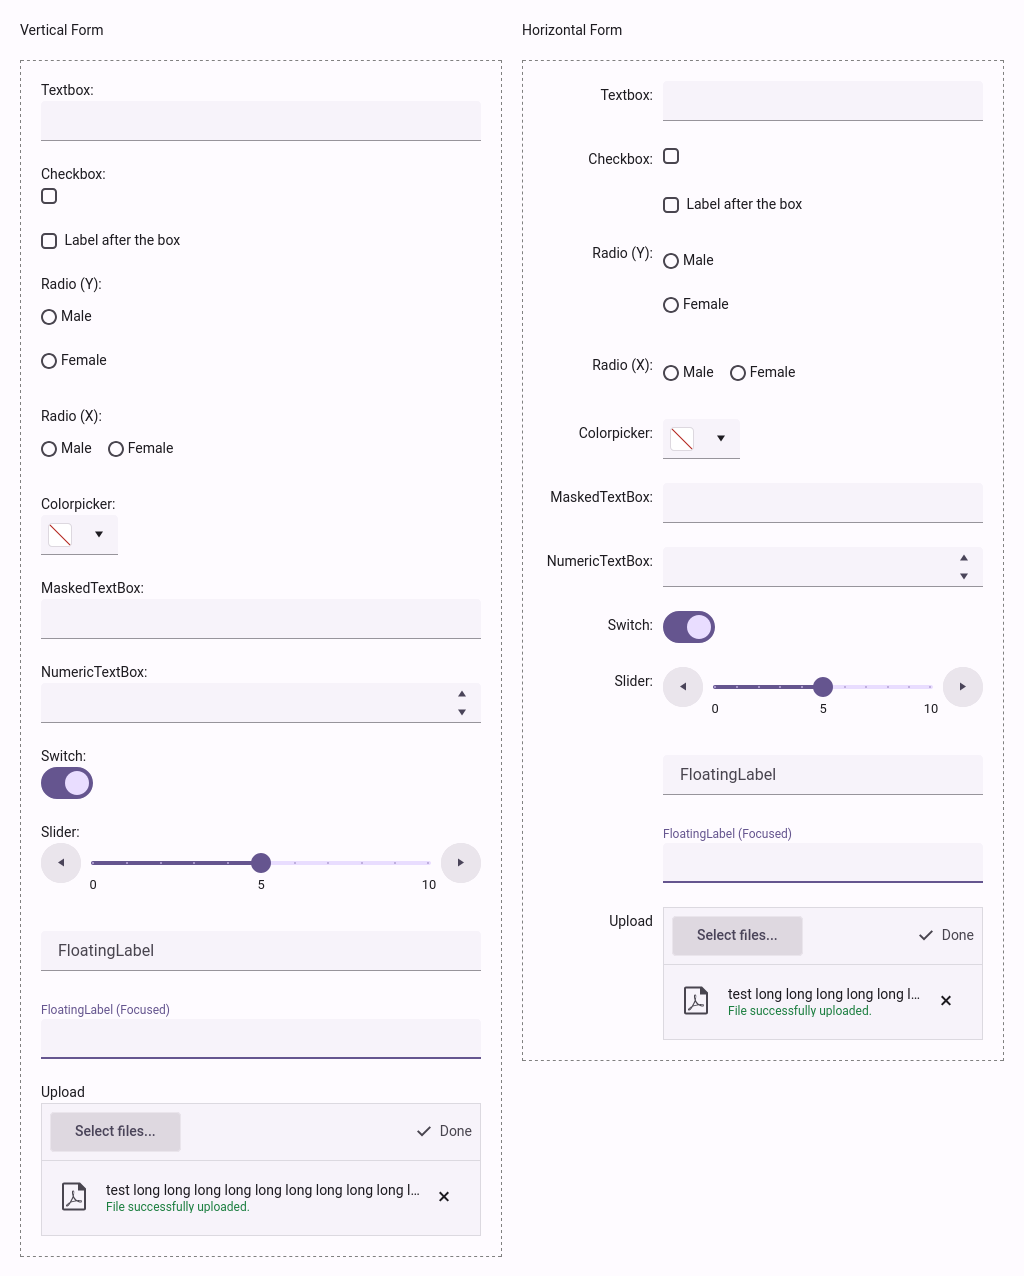 Vertical Form
Textbox:
Checkbox:
Label after the box
Radio (Y):
Male
Female
Radio (X):
Male Female
Colorpicker:
MaskedTextBox:
NumericTextBox:
Switch:
Slider:
0 5 10
FloatingLabel
FloatingLabel (Focused)
Upload
Select files... Done
test long long long long long long long long long l...
File successfully uploaded.
Horizontal Form
Textbox:
Checkbox:
Label after the box
Radio (Y): Male
Female
Radio (X): Male Female
Colorpicker:
MaskedTextBox:
NumericTextBox:
Switch:
Slider:
0 5 10
FloatingLabel
FloatingLabel (Focused)
Upload Select files... Done
test long long long long long l...
File successfully uploaded.